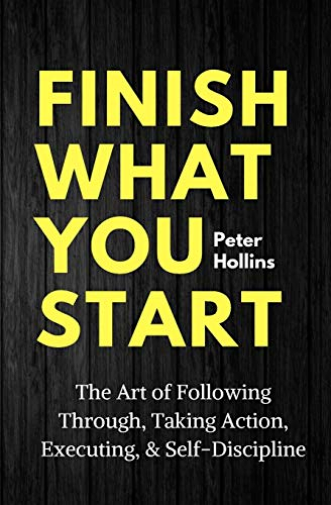 FINISH
WHAT
YOU
Peter
Hollins
START
The Art of Following
Through, Taking Action,
Executing, & Self-Discipline